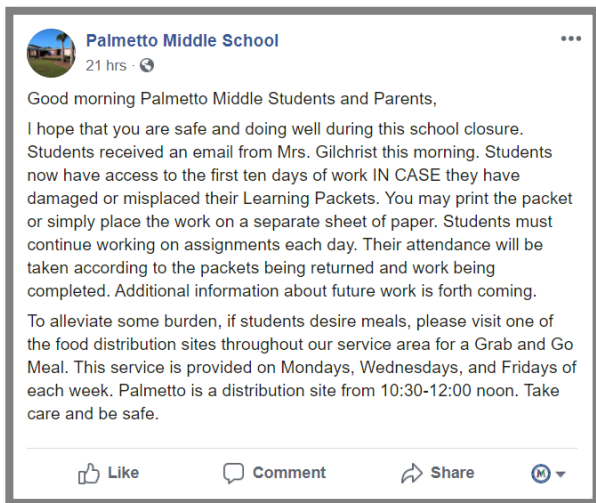 Palmetto Middle School
21 hrs ·
Good morning Palmetto Middle Students and Parents,
I hope that you are safe and doing well during this school closure.
Students received an email from Mrs. Gilchrist this morning. Students
now have access to the first ten days of work IN CASE they have
damaged or misplaced their Learning Packets. You may print the packet
or simply place the work on a separate sheet of paper. Students must
continue working on assignments each day. Their attendance will be
taken according to the packets being returned and work being
completed. Additional information about future work is forth coming.
To alleviate some burden, if students desire meals, please visit one of
the food distribution sites throughout our service area for a Grab and Go
Meal. This service is provided on Mondays, Wednesdays, and Fridays of
each week. Palmetto is a distribution site from 10:30-12:00 noon. Take
care and be safe.
Like Comment Share